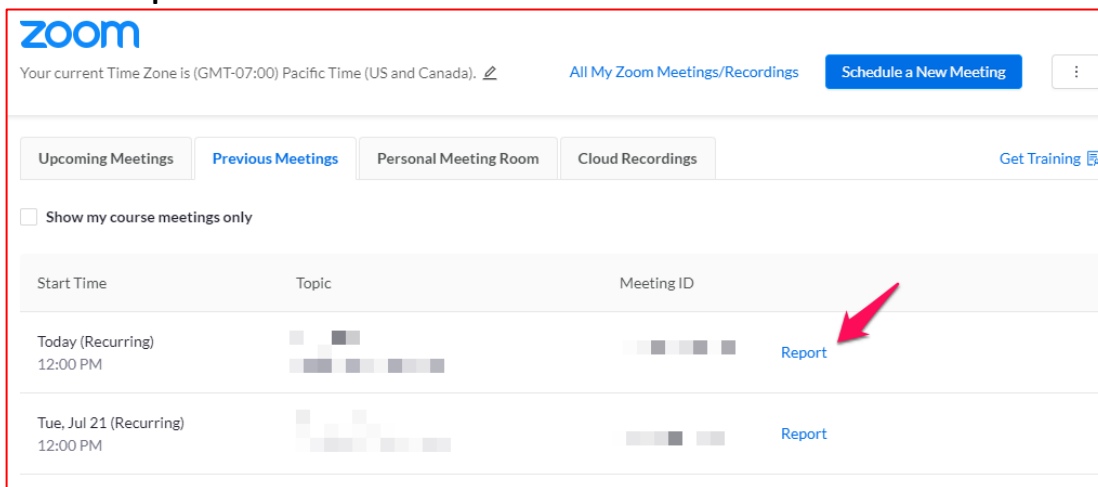 zoom
Your current Time Zone is (GMT-07:00) Pacific Time (US and Canada). All My Zoom Meetings/Recordings Schedule a New Meeting
Upcoming Meetings Previous Meetings Personal Meeting Room Cloud Recordings Get Training
Show my course meetings only
Start Time Topic Meeting ID
Today (Recurring)
12:00 PM
Report
Tue, Jul 21 (Recurring)
12:00 PM
Report